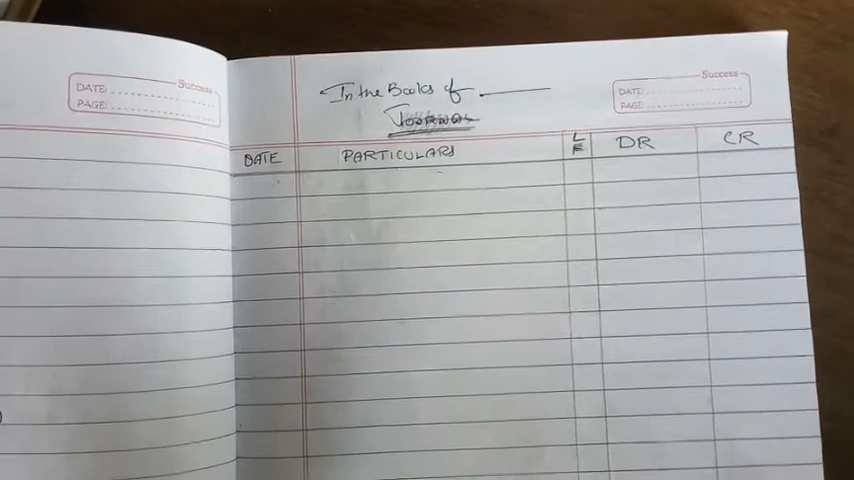 Success
DATE:
PAGE:
In the Books of
JOURNAL
Success
DATE:
PAGE:
DATE PARTICULARS LF DR CR